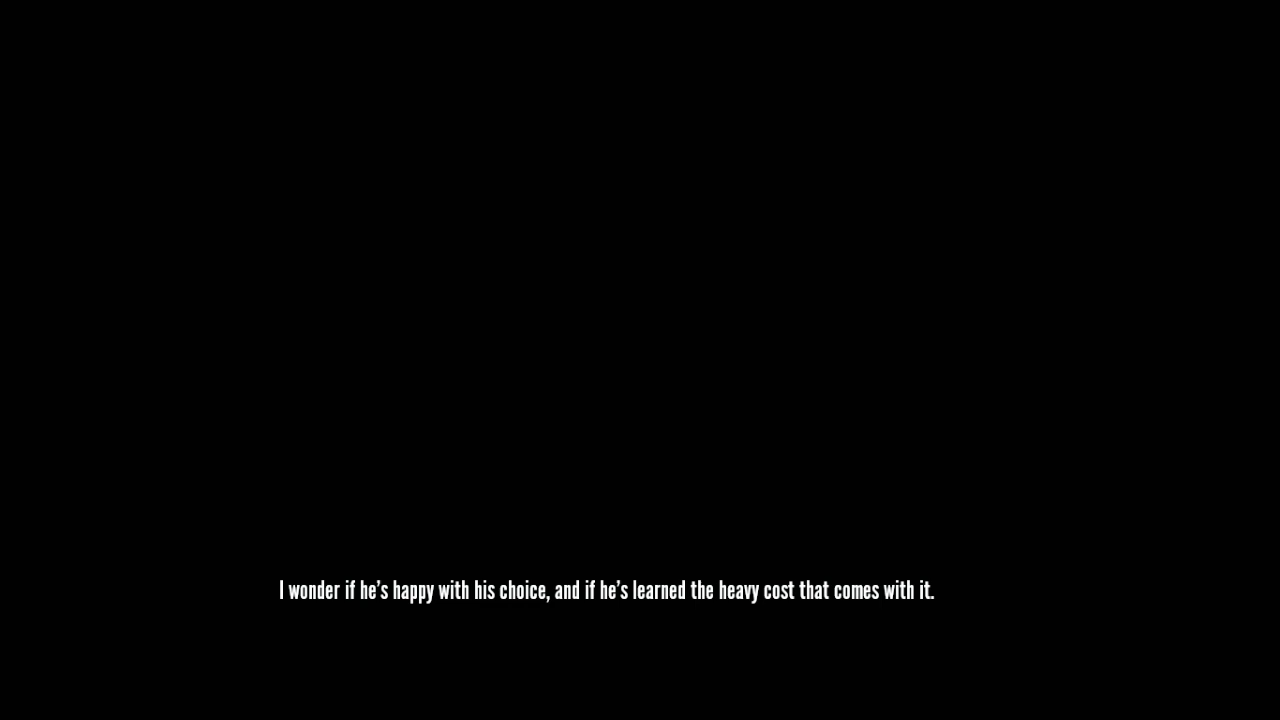 I wonder if he's happy with his choice, and if he's learned the heavy cost that comes with it.